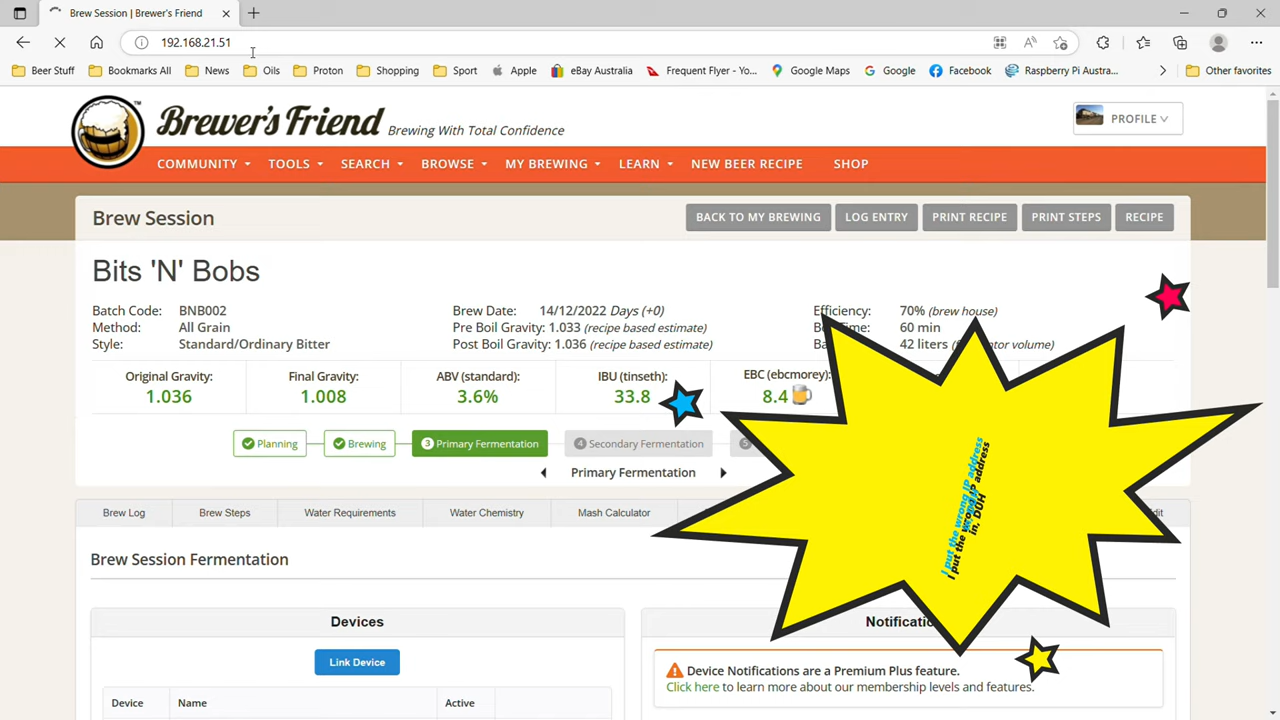 Brew Session | Brewer's Friend
192.168.21.51
Beer Stuff Bookmarks All News Oils Proton Shopping Sport Apple eBay Australia Frequent Flyer - Yo... Google Maps Google Facebook Raspberry Pi Austra... Other favorites
Brewer's Friend Brewing With Total Confidence
TM
PROFILE
COMMUNITY TOOLS SEARCH BROWSE MY BREWING LEARN NEW BEER RECIPE SHOP
Brew Session
BACK TO MY BREWING LOG ENTRY PRINT RECIPE PRINT STEPS RECIPE
Bits 'N' Bobs
Batch Code: BNB002 Brew Date: 14/12/2022 Days (+0) Efficiency: 70% (brew house)
Method: All Grain Pre Boil Gravity: 1.033 (recipe based estimate) 60 min
Style: Standard/Ordinary Bitter Post Boil Gravity: 1.036 (recipe based estimate) 42 liters volume)
Original Gravity: Final Gravity: ABV (standard): IBU (tinseth): EBC (ebcmorey):
1.036 1.008 3.6% 33.8 8.4
Planning Brewing 3 Primary Fermentation 4 Secondary Fermentation 5
Primary Fermentation
Brew Log Brew Steps Water Requirements Water Chemistry Mash Calculator
I put the wrong IP address
in, DUH
Brew Session Fermentation
Devices
Link Device
Device Name Active
Device Notifications are a Premium Plus feature.
Click here to learn more about our membership levels and features.